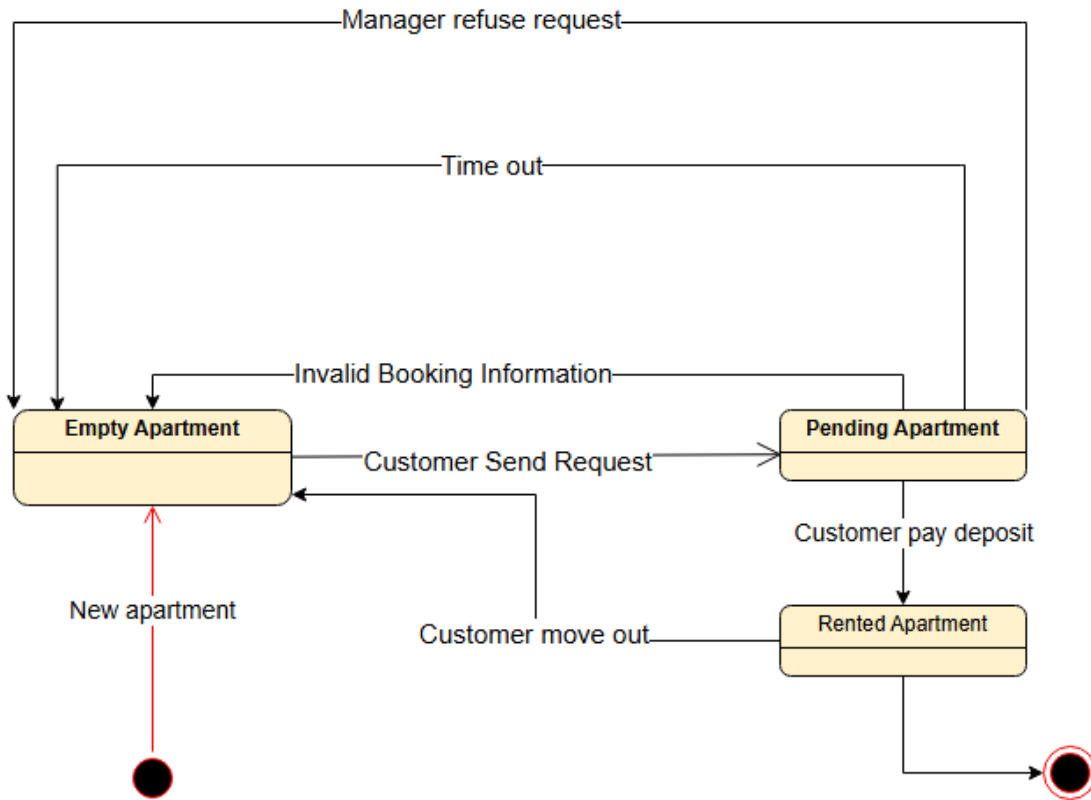 Manager refuse request
Time out
Invalid Booking Information
Empty Apartment
Pending Apartment
Customer Send Request
Customer pay deposit
New apartment
Rented Apartment
Customer move out